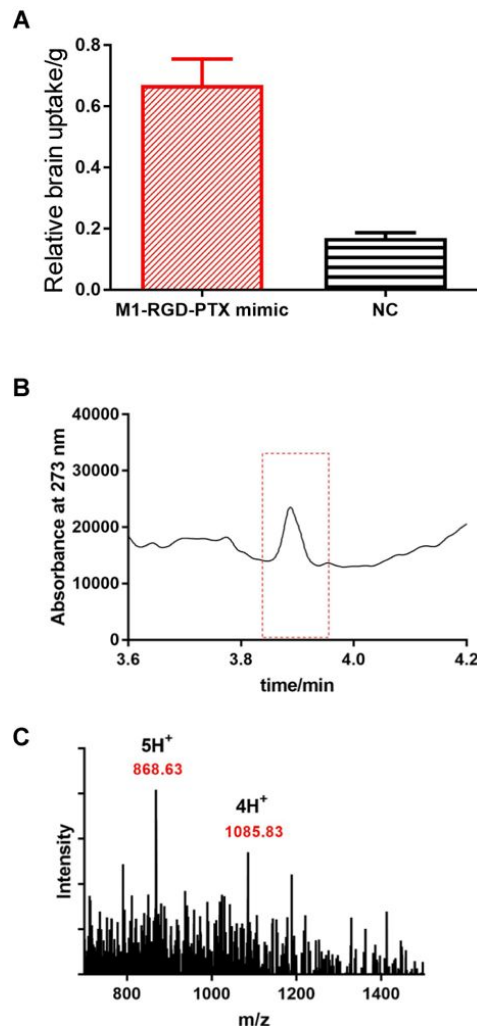 A
Relative brain uptake/g
0.8
0.6
0.4
0.2
0.0
M1-RGD-PTX mimic NC
B
Absorbance at 273 nm
40000
30000
20000
10000
0
3.6 3.8 4.0 4.2
time/min
C
Intensity
5H⁺
868.63
4H⁺
1085.83
800 1000 1200 1400
m/z